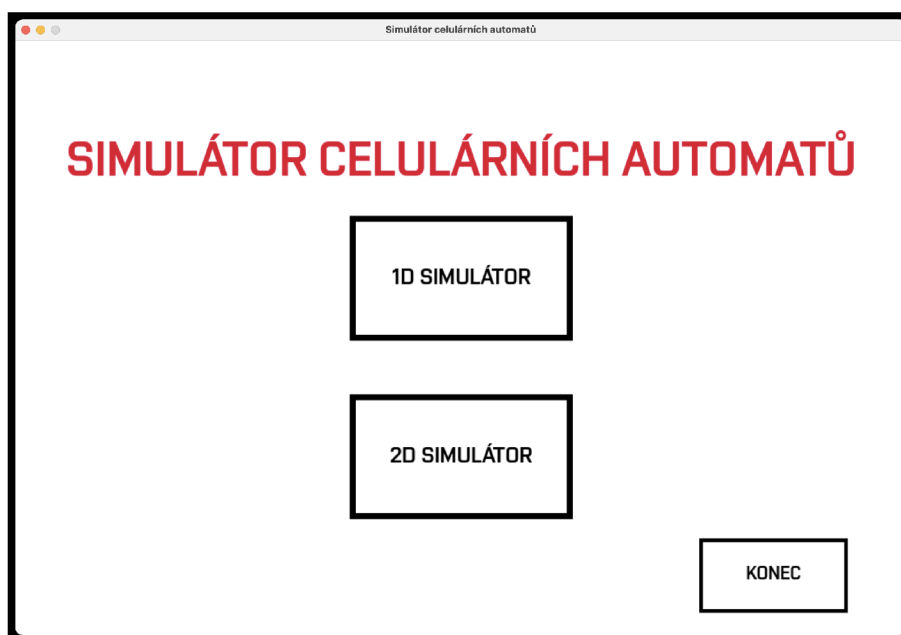 Simulátor celulárních automatů
SIMULÁTOR CELULÁRNÍCH AUTOMATŮ
1D SIMULÁTOR
2D SIMULÁTOR
KONEC